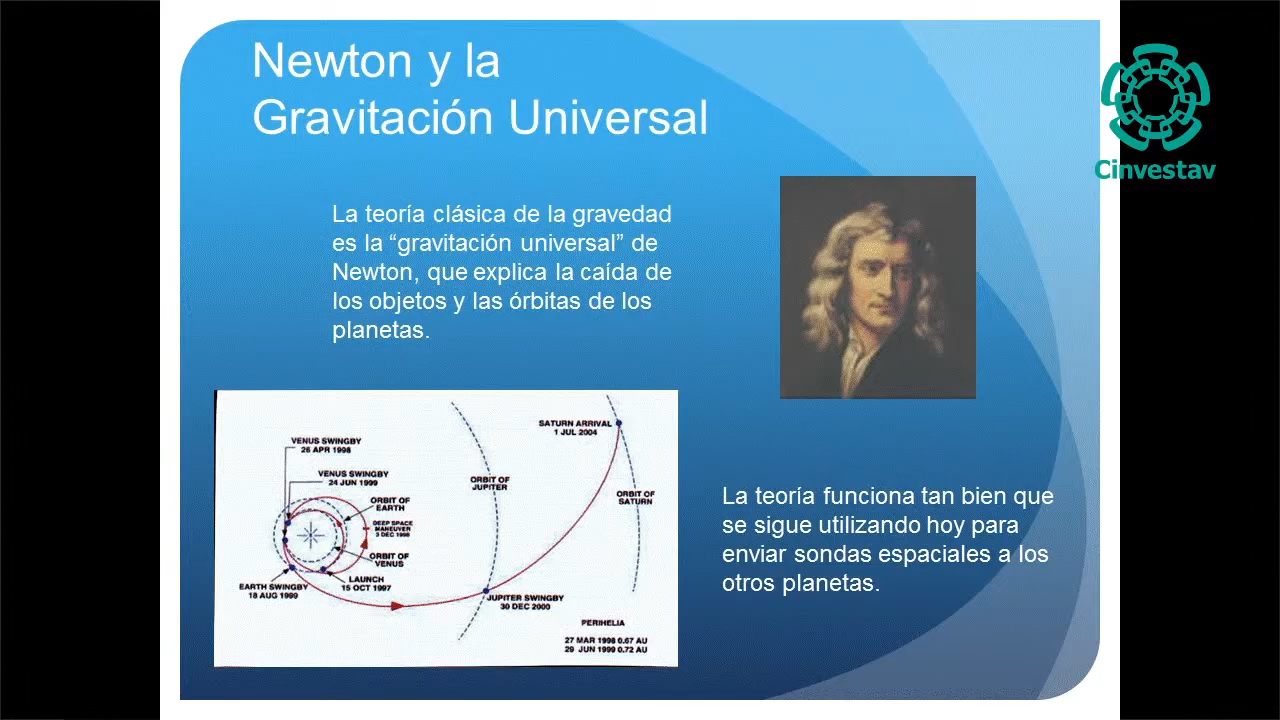 Newton y la
Gravitación Universal
Cinvestav
La teoría clásica de la gravedad
es la “gravitación universal” de
Newton, que explica la caída de
los objetos y las órbitas de los
planetas.
VENUS SWINGBY
26 APR 1998
VENUS SWINGBY
24 JUN 1999
ORBIT OF
EARTH
DEEP SPACE
MANEUVER
3 DEC 1998
ORBIT OF
VENUS
LAUNCH
15 OCT 1997
EARTH SWINGBY
18 AUG 1999
ORBIT OF
JUPITER
SATURN ARRIVAL
1 JUL 2004
ORBIT OF
SATURN
JUPITER SWINGBY
30 DEC 2000
PERIHELIA
27 MAR 1998 0.67 AU
29 JUN 1999 0.72 AU
La teoría funciona tan bien que
se sigue utilizando hoy para
enviar sondas espaciales a los
otros planetas.